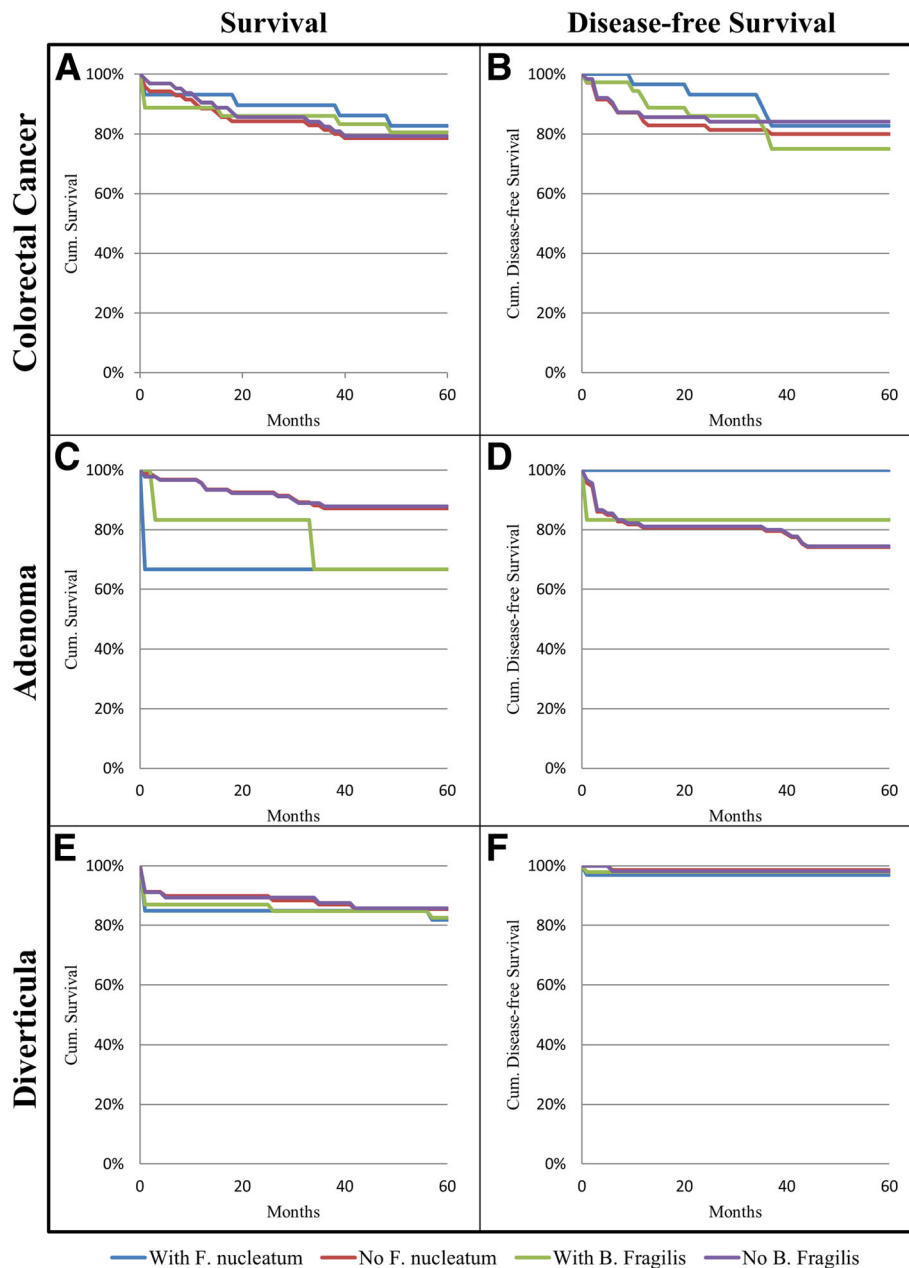 Survival
Disease-free Survival
Colorectal Cancer
A
100%
80%
60%
40%
20%
0%
Cum. Survival
0 20 40 60
Months
B
100%
80%
60%
40%
20%
0%
Cum. Disease-free Survival
0 20 40 60
Months
Adenoma
C
100%
80%
60%
40%
20%
0%
Cum. Survival
0 20 40 60
Months
D
100%
80%
60%
40%
20%
0%
Cum. Disease-free Survival
0 20 40 60
Months
Diverticula
E
100%
80%
60%
40%
20%
0%
Cum. Survival
0 20 40 60
Months
F
100%
80%
60%
40%
20%
0%
Cum. Disease-free Survival
0 20 40 60
Months
With F. nucleatum No F. nucleatum With B. Fragilis No B. Fragilis